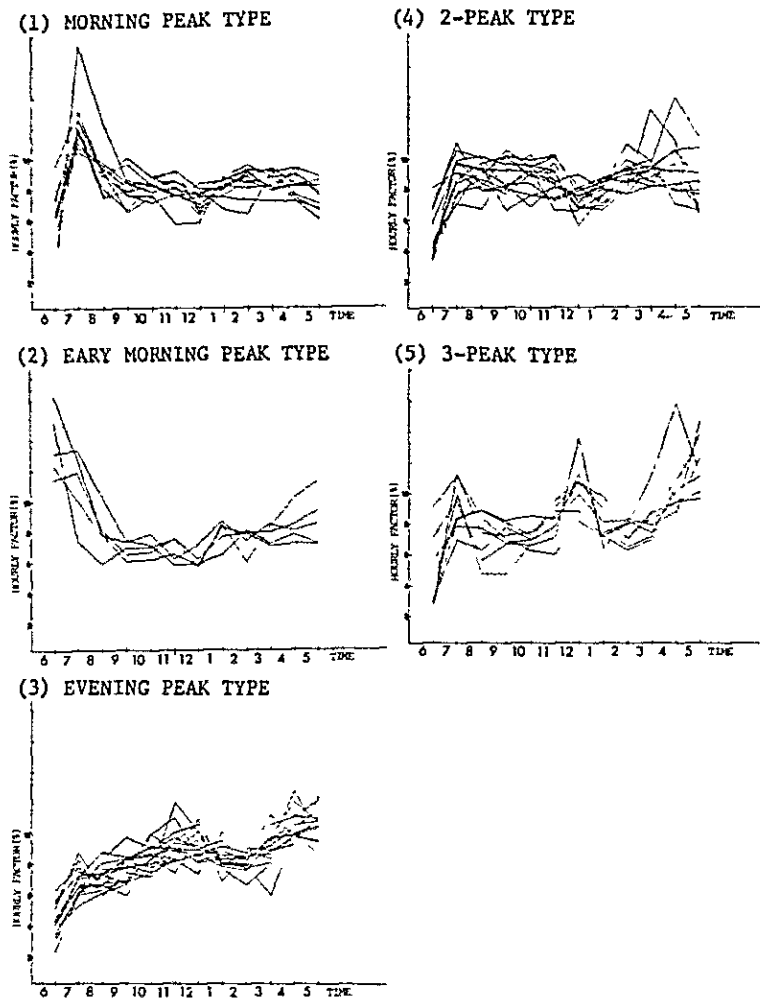 (1) MORNING PEAK TYPE
HOURLY FACTOR(%)
6 7 8 9 10 11 12 1 2 3 4 5 TIME
(2) EARY MORNING PEAK TYPE
HOURLY FACTOR(%)
6 7 8 9 10 11 12 1 2 3 4 5 TIME
(3) EVENING PEAK TYPE
HOURLY FACTOR(%)
6 7 8 9 10 11 12 1 2 3 4 5 TIME
(4) 2-PEAK TYPE
HOURLY FACTOR(%)
6 7 8 9 10 11 12 1 2 3 4 5 TIME
(5) 3-PEAK TYPE
HOURLY FACTOR(%)
6 7 8 9 10 11 12 1 2 3 4 5 TIME